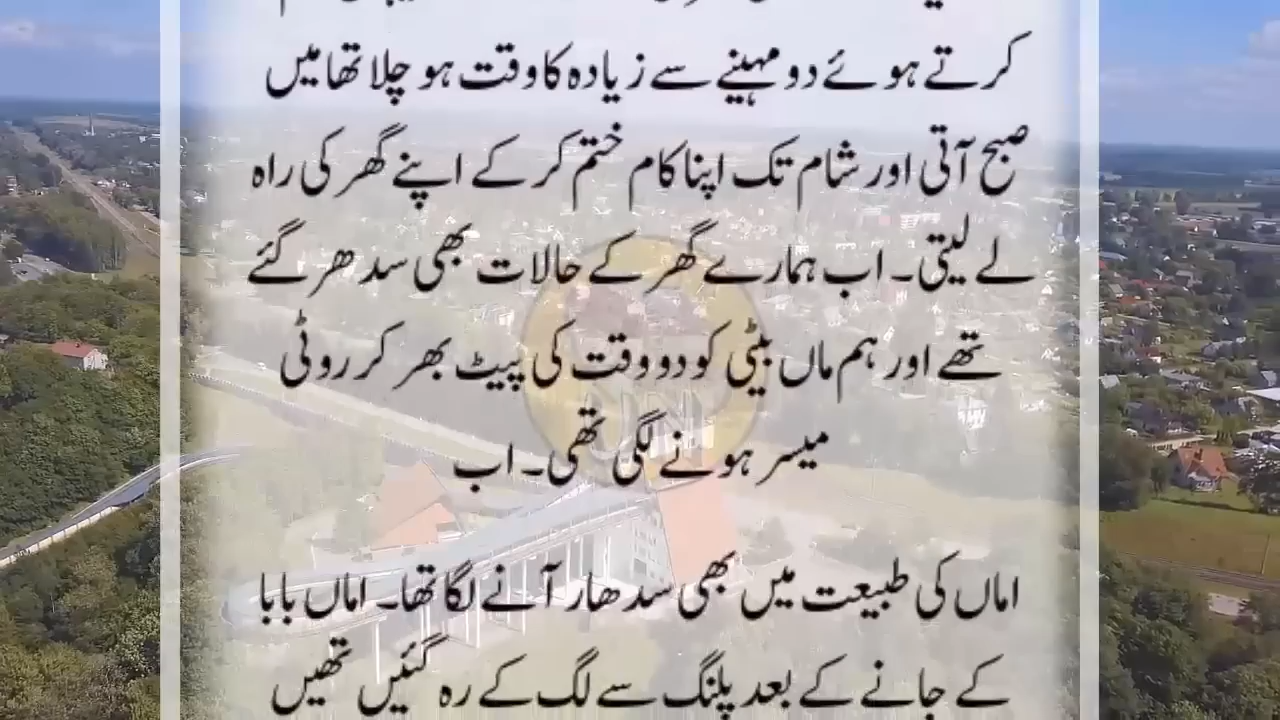 کرتے ہوئے دو مہینے سے زیادہ کا وقت ہو چلا تھا میں
صبح آتی اور شام تک اپنا کام ختم کر کے اپنے گھر کی راہ
لے لیتی۔ اب ہمارے گھر کے حالات بھی سدھر گئے
تھے اور ہم ماں بیٹی کو دو وقت کی پیٹ بھر کر روٹی
میسر ہونے لگی تھی۔ اب
اماں کی طبیعت میں بھی سدھار آنے لگا تھا۔ اماں بابا
کے جانے کے بعد پلنگ سے لگ کے رہ گئیں تھیں